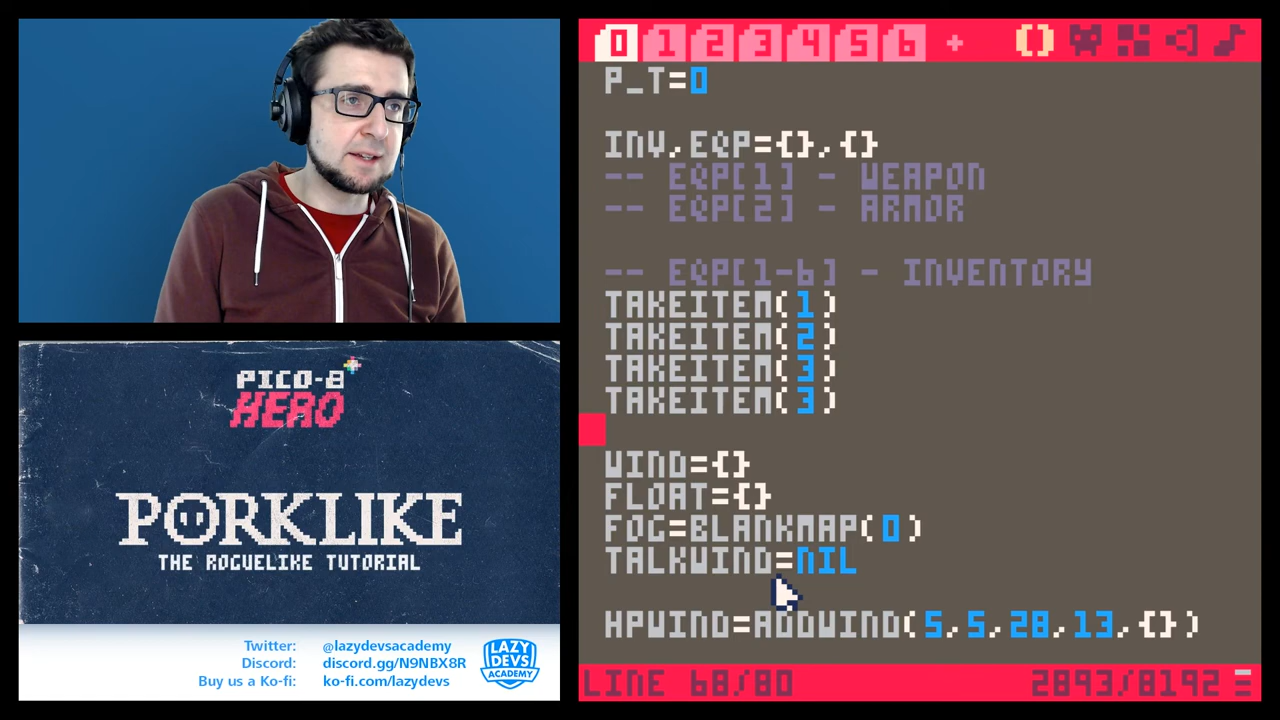 PICO-8
HERO
PORKLIKE
THE ROGUELIKE TUTORIAL
Twitter: @lazydevsacademy
Discord: discord.gg/N9NBX8R
Buy us a Ko-fi: ko-fi.com/lazydevs
LAZY
DEVS
ACADEMY
0 1 2 3 4 5 6 + ()
P_T=0
INV,EQP={},{}
-- EQP[1] - WEAPON
-- EQP[2] - ARMOR
-- EQP[1-6] - INVENTORY
TAKEITEM(1)
TAKEITEM(2)
TAKEITEM(3)
TAKEITEM(3)
WIND={}
FLOAT={}
FOG=BLANKMAP(0)
TALKWIND=NIL
HPWIND=ADDWIND(5,5,28,13,{})
LINE 68/80 2893/8192